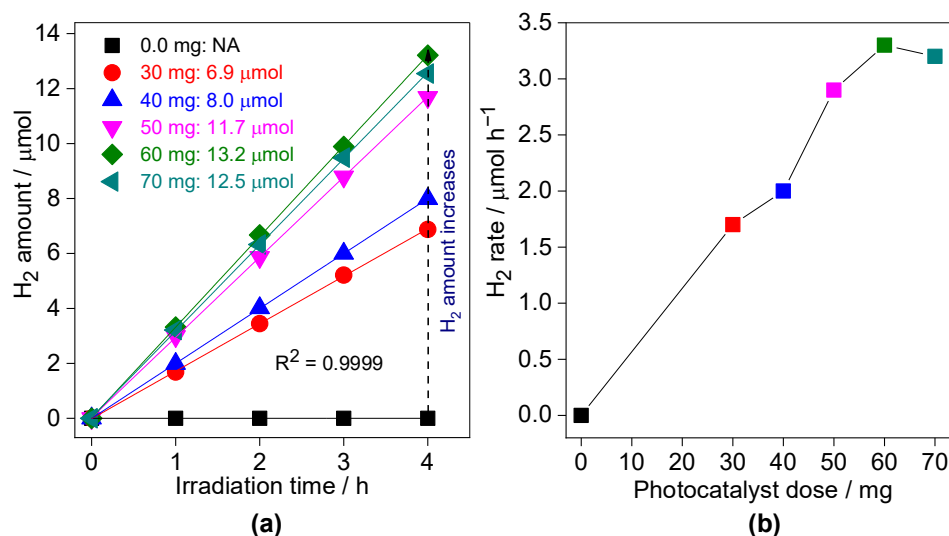 H₂ amount / μmol
14
12
10
8
6
4
2
0
0.0 mg: NA
30 mg: 6.9 μmol
40 mg: 8.0 μmol
50 mg: 11.7 μmol
60 mg: 13.2 μmol
70 mg: 12.5 μmol
H₂ amount increases
R² = 0.9999
0 1 2 3 4
Irradiation time / h
(a)
H₂ rate / μmol h⁻¹
3.5
3.0
2.5
2.0
1.5
1.0
0.5
0.0
0 10 20 30 40 50 60 70
Photocatalyst dose / mg
(b)